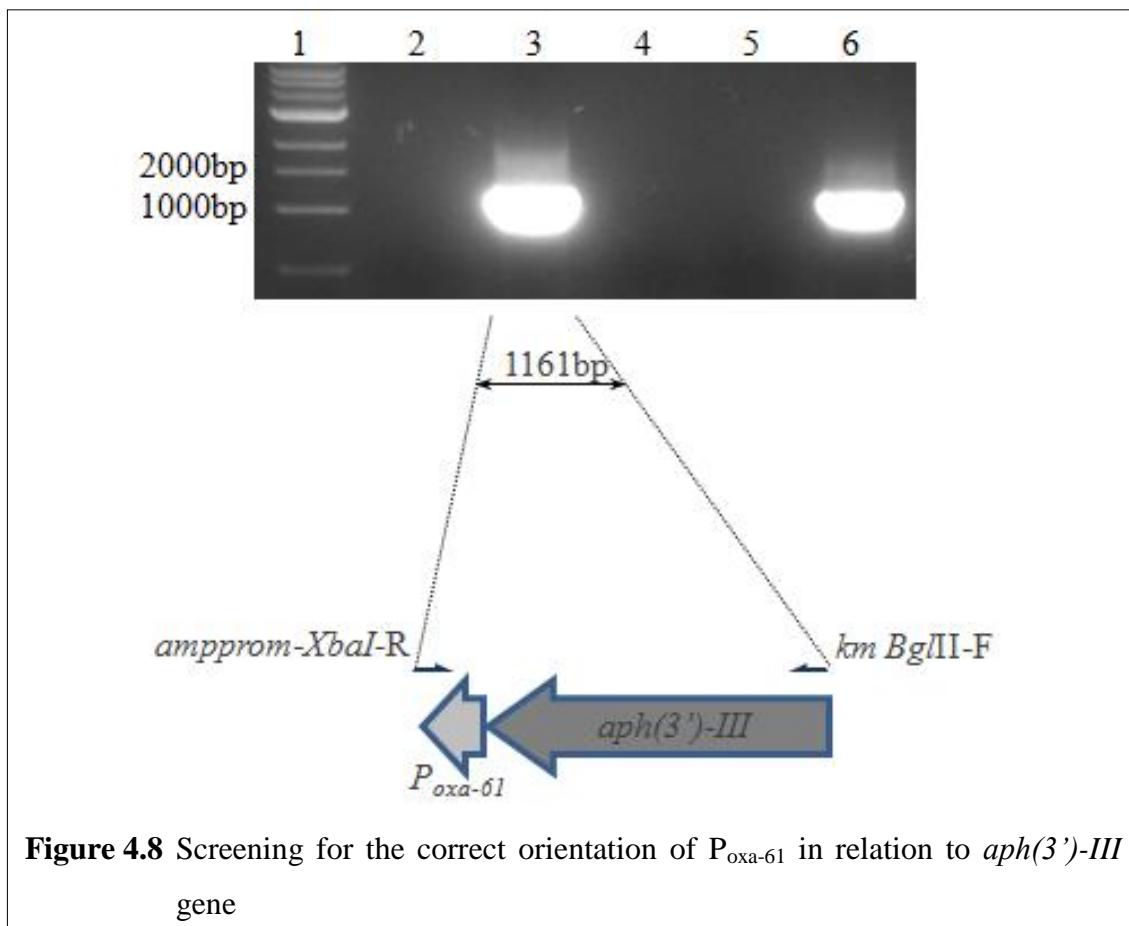 1 2 3 4 5 6
2000bp
1000bp
1161bp
ampprom-XbaI-R
km BglII-F
aph(3’)-III
Poxa-61
Figure 4.8 Screening for the correct orientation of Poxa-61 in relation to aph(3’)-III
gene